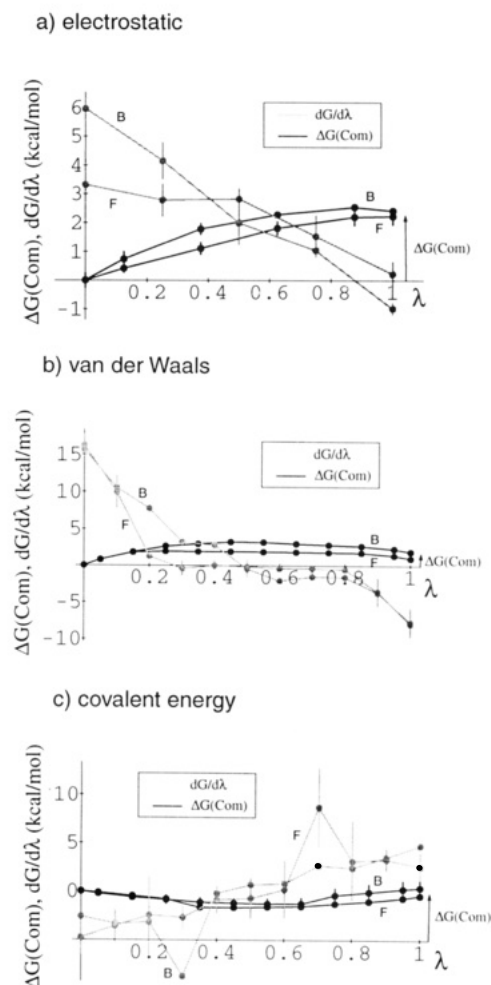 a) electrostatic
ΔG(Com), dG/dλ (kcal/mol)
6
5
4
3
2
1
-1
B
F
dG/dλ
ΔG(Com)
B
F
ΔG(Com)
0.2 0.4 0.6 0.8 1
λ
b) van der Waals
ΔG(Com), dG/dλ (kcal/mol)
15
10
5
-5
-10
B
F
dG/dλ
ΔG(Com)
B
F
ΔG(Com)
0.2 0.4 0.6 0.8 1
λ
c) covalent energy
ΔG(Com), dG/dλ (kcal/mol)
10
5
0
dG/dλ
ΔG(Com)
F
B
F
B
ΔG(Com)
0.2 0.4 0.6 0.8 1
λ